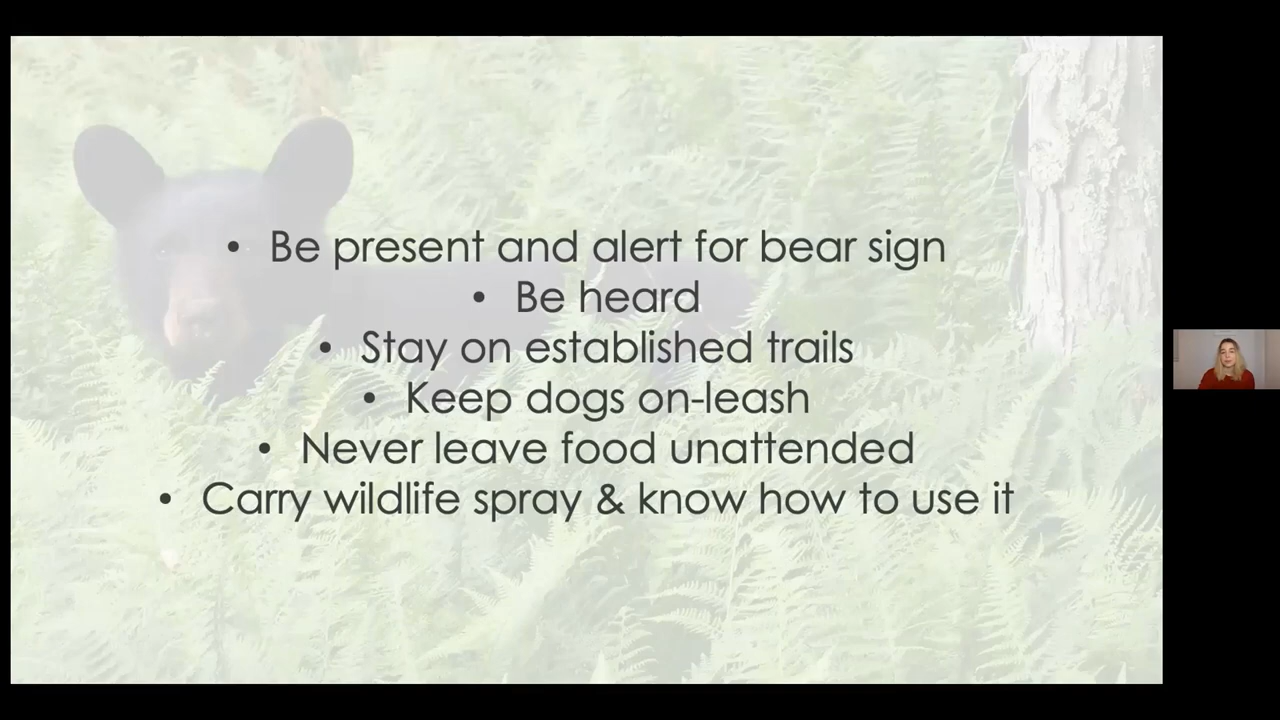 • Be present and alert for bear sign
• Be heard
• Stay on established trails
• Keep dogs on-leash
• Never leave food unattended
• Carry wildlife spray & know how to use it